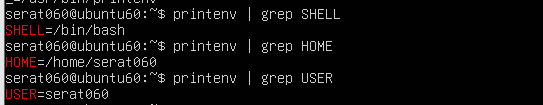 _=/usr/bin/printenv
serat060@ubuntu60:~$ printenv | grep SHELL
SHELL=/bin/bash
serat060@ubuntu60:~$ printenv | grep HOME
HOME=/home/serat060
serat060@ubuntu60:~$ printenv | grep USER
USER=serat060